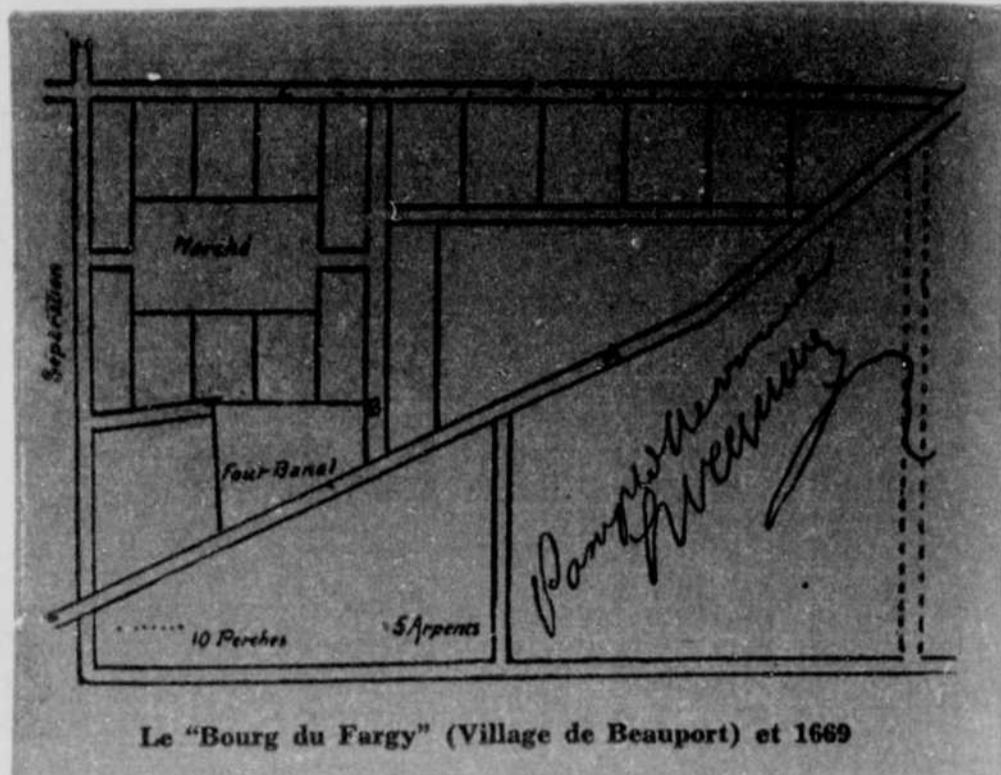 Marché
Séparation
Four Banal
10 Perches
5 Arpents
Le "Bourg du Fargy" (Village de Beauport) et 1669